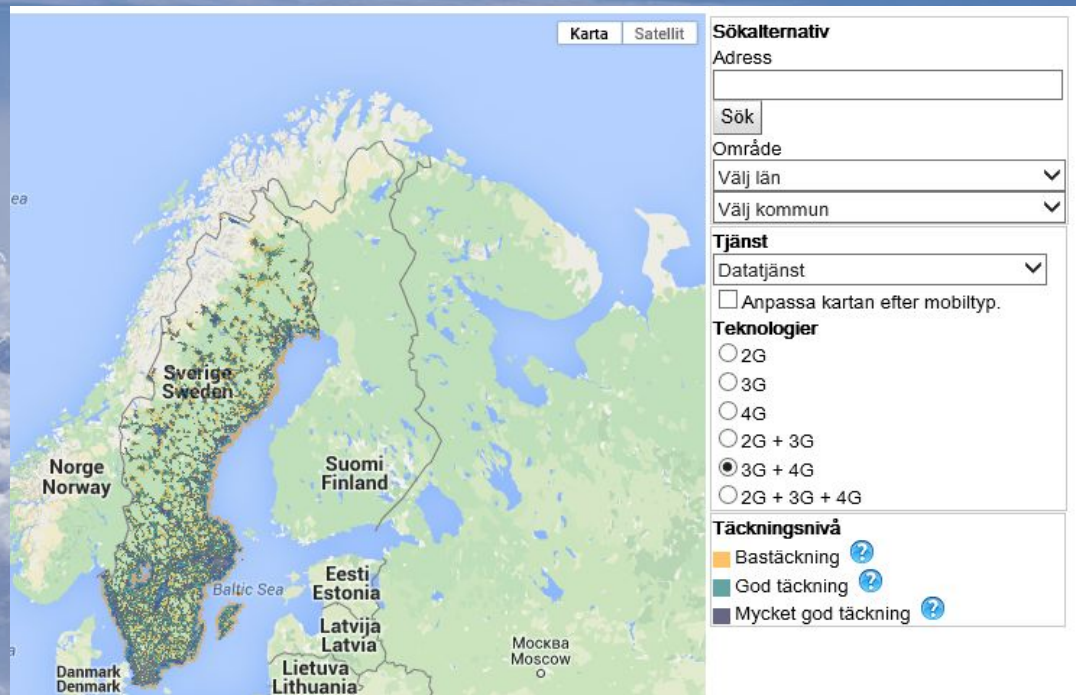 Karta
Satellit
ea
Sverige
Sweden
Norge
Norway
Suomi
Finland
Baltic Sea
Eesti
Estonia
Latvija
Latvia
Москва
Moscow
Danmark
Denmark
Lietuva
Lithuania
a
Sökalternativ
Adress
Sök
Område
Välj län
Välj kommun
Tjänst
Datatjänst
Anpassa kartan efter mobiltyp.
Teknologier
2G
3G
4G
2G + 3G
3G + 4G
2G + 3G + 4G
Täckningsnivå
Bastäckning ?
God täckning ?
Mycket god täckning ?